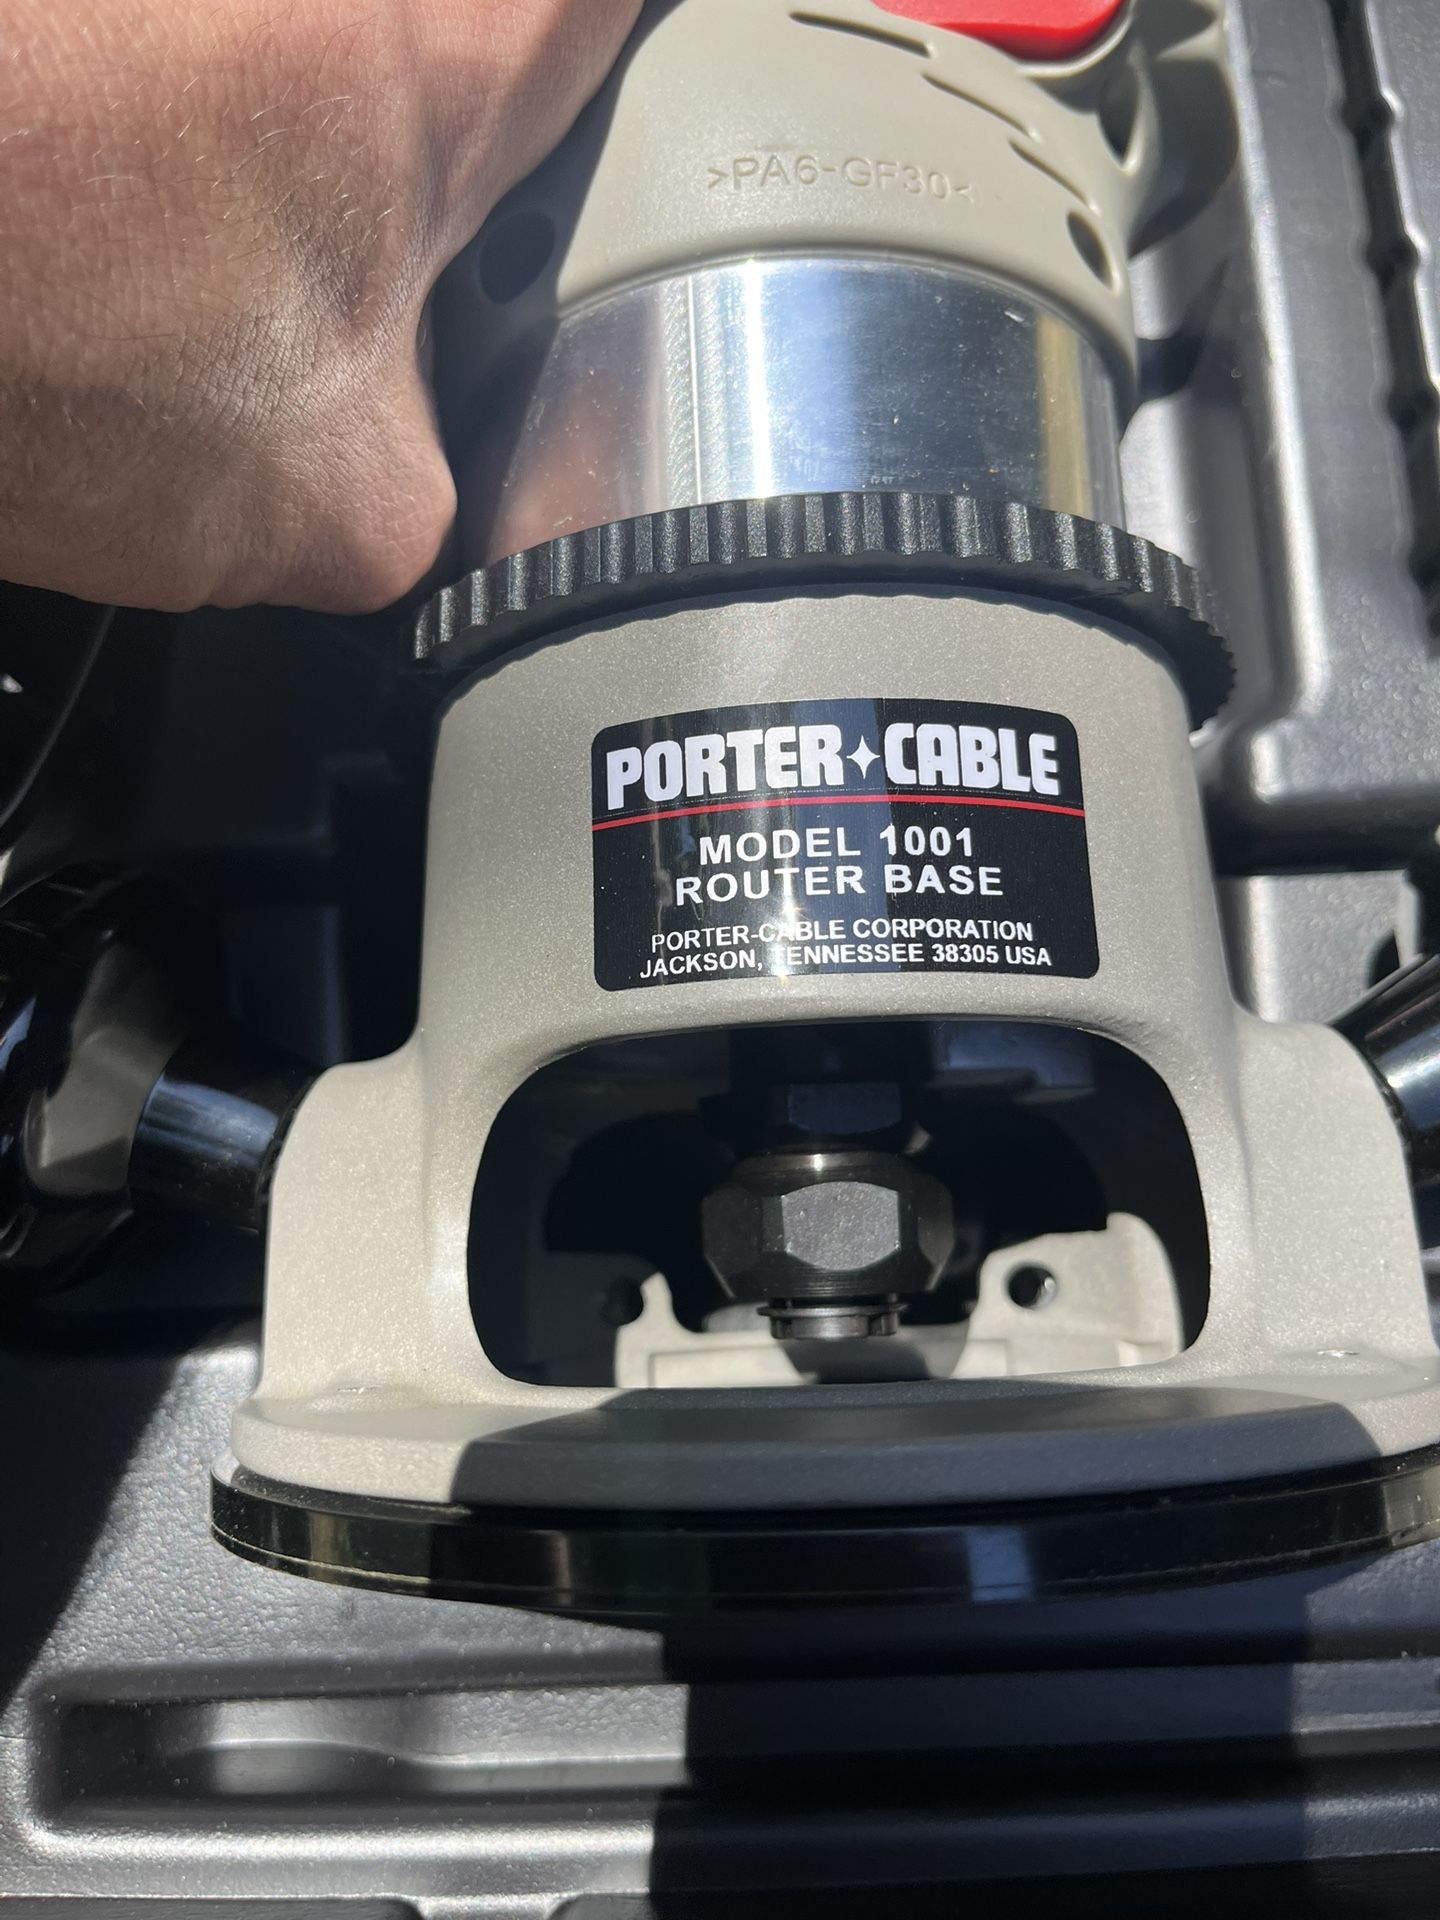 >PA6-GF30<
PORTER✦CABLE
MODEL 1001
ROUTER BASE
PORTER-CABLE CORPORATION
JACKSON, TENNESSEE 38305 USA